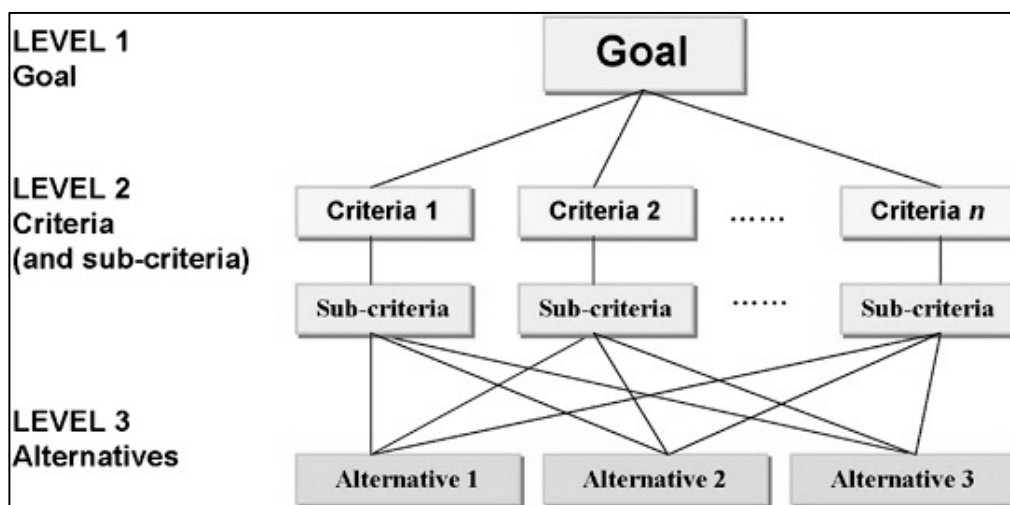 LEVEL 1
Goal
Goal
LEVEL 2
Criteria
(and sub-criteria)
Criteria 1
Criteria 2
......
Criteria n
Sub-criteria
Sub-criteria
......
Sub-criteria
LEVEL 3
Alternatives
Alternative 1
Alternative 2
Alternative 3